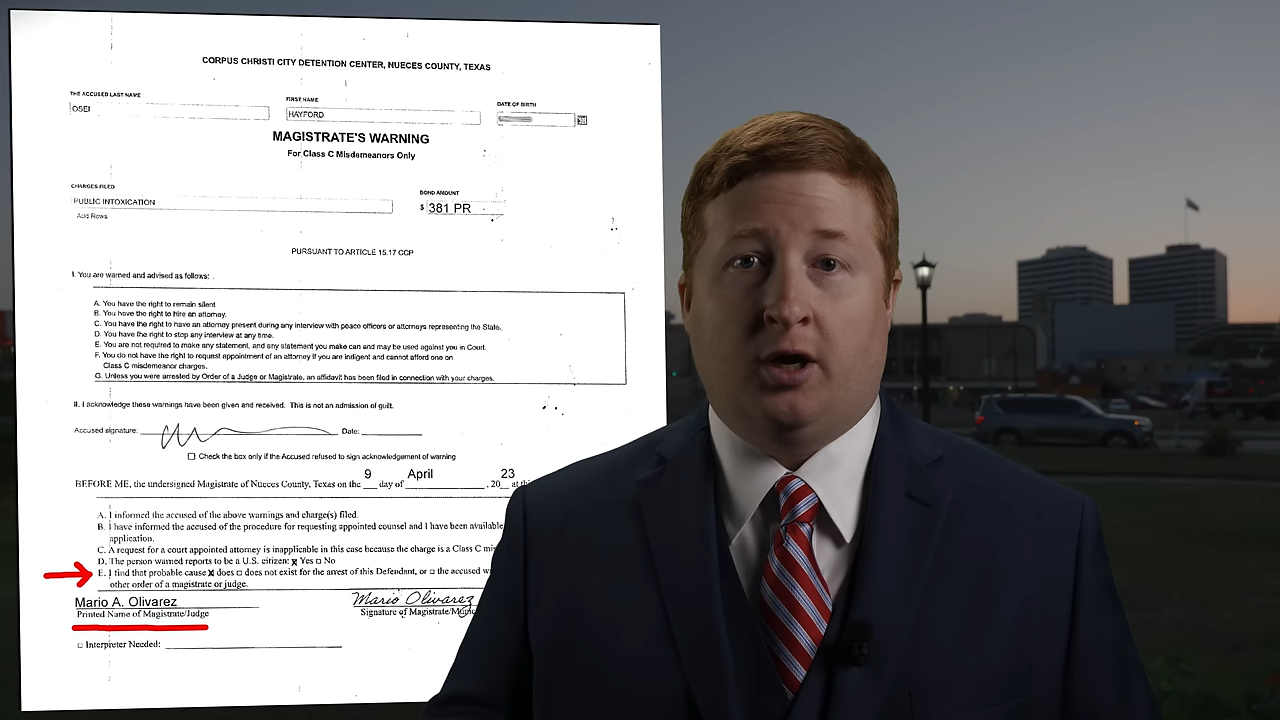 CORPUS CHRISTI CITY DETENTION CENTER, NUECES COUNTY, TEXAS
THE ACCUSED LAST NAME FIRST NAME DATE OF BIRTH
OSEI HAYFORD
MAGISTRATE'S WARNING
For Class C Misdemeanors Only
CHARGES FILED BOND AMOUNT
PUBLIC INTOXICATION $ 381 PR
Add Rows
PURSUANT TO ARTICLE 15.17 CCP
I. You are warned and advised as follows:
A. You have the right to remain silent
B. You have the right to hire an attorney.
C. You have the right to have an attorney present during any interview with peace officers or attorneys representing the State.
D. You have the right to stop any interview at any time.
E. You are not required to make any statement, and any statement you make can and may be used against you in Court.
F. You do not have the right to request appointment of an attorney if you are indigent and cannot afford one on
Class C misdemeanor charges.
G. Unless you were arrested by Order of a Judge or Magistrate, an affidavit has been filed in connection with your charges.
II. I acknowledge these warnings have been given and received. This is not an admission of guilt.
Accused signature: Date:
Check the box only if the Accused refused to sign acknowledgement of warning
9 April 23
BEFORE ME, the undersigned Magistrate of Nueces County, Texas on the ___ day of ___, 20__ at
A. I informed the accused of the above warnings and charge(s) filed.
B. I have informed the accused of the procedure for requesting appointed counsel and I have been available
application.
C. A request for a court appointed attorney is inapplicable in this case because the charge is a Class C
D. The person warned reports to be a U.S. citizen: x Yes □ No
E. I find that probable cause x does □ does not exist for the arrest of this Defendant, or □ the accused
other order of a magistrate or judge.
Mario A. Olivarez Mario Olivarez
Printed Name of Magistrate/Judge Signature of Magistrate/
□ Interpreter Needed: